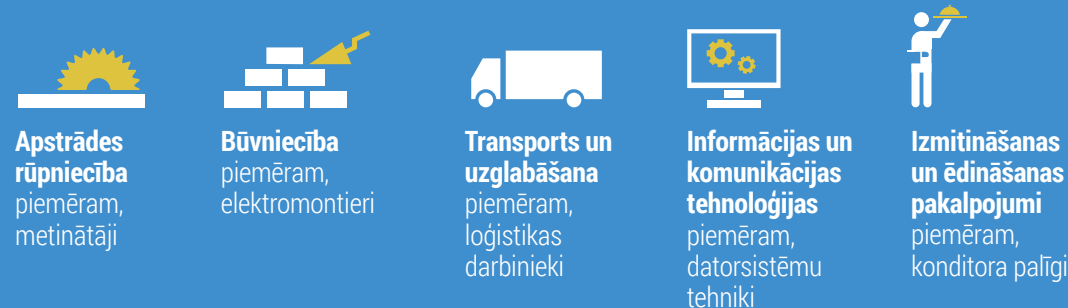 Apstrādes
rūpniecība
piemēram,
metinātāji
Būvniecība
piemēram,
elektromontieri
Transports un
uzglabāšana
piemēram,
loģistikas
darbinieki
Informācijas un
komunikācijas
tehnoloģijas
piemēram,
datorsistēmu
tehniki
Izmitināšanas
un ēdināšanas
pakalpojumi
piemēram,
konditora palīgi